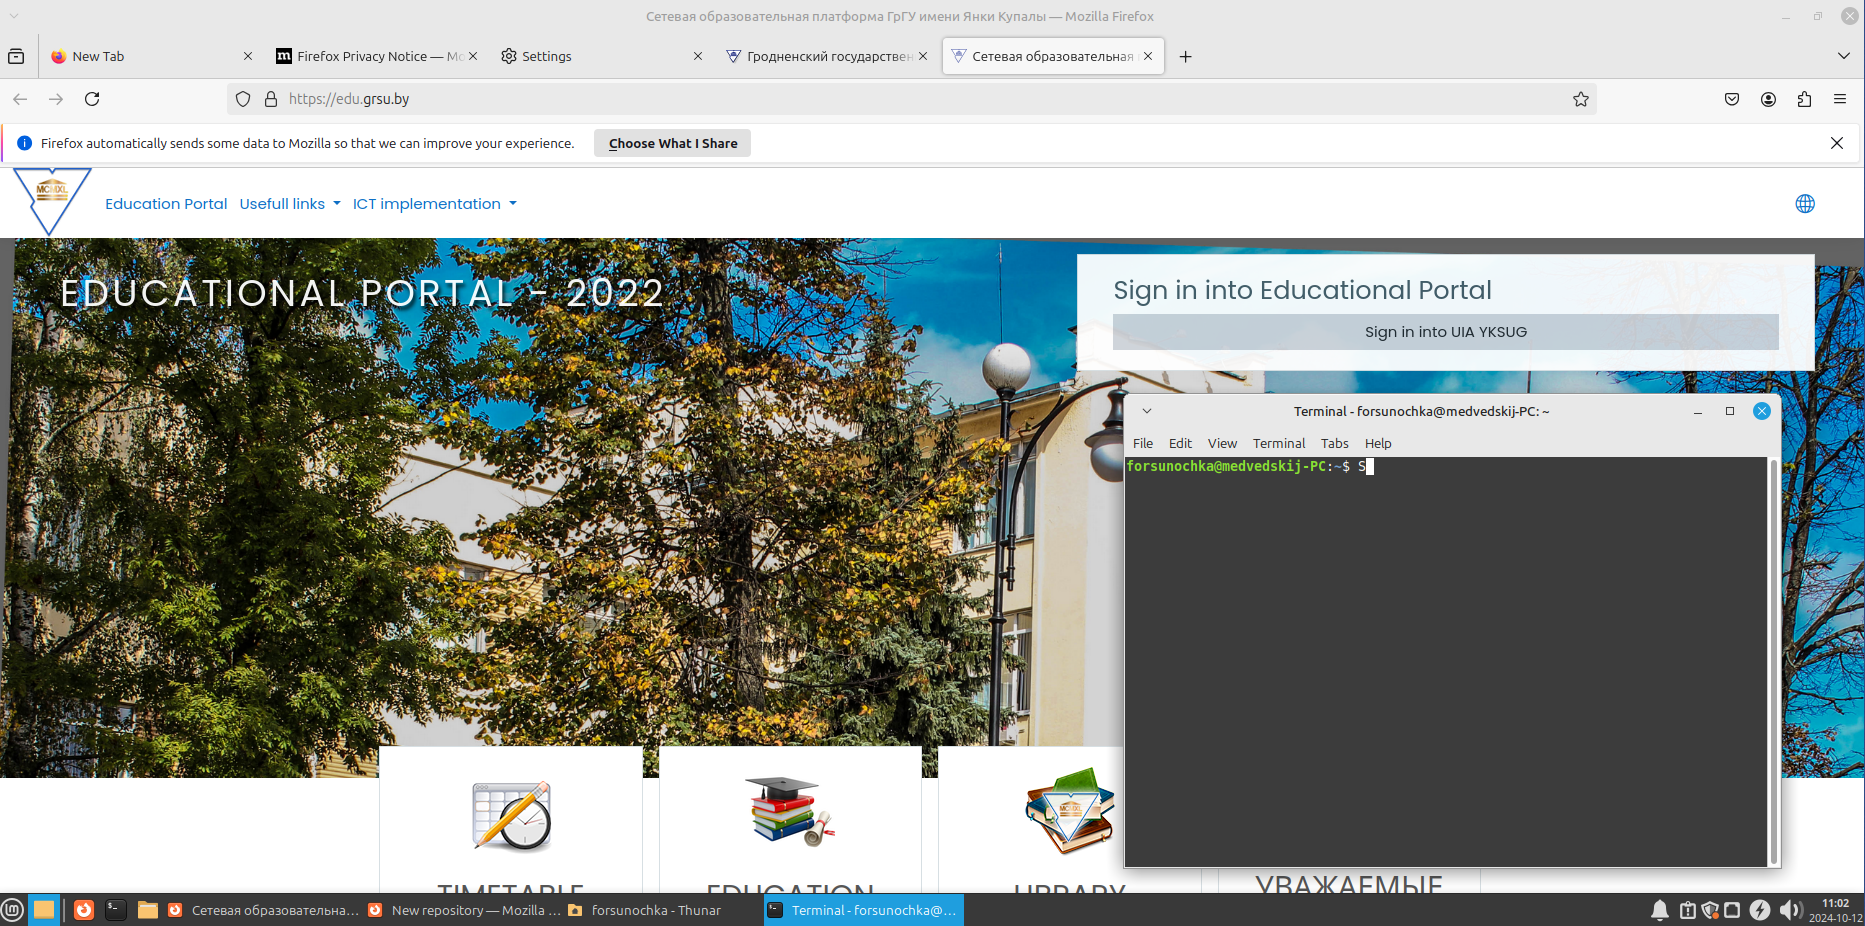 Сетевая образовательная платформа ГрГУ имени Янки Купалы — Mozilla Firefox
New Tab
Firefox Privacy Notice — Mo
Settings
Гродненский государствен
Сетевая образовательная
https://edu.grsu.by
Firefox automatically sends some data to Mozilla so that we can improve your experience.
Choose What I Share
MCMXL
Education Portal
Usefull links
ICT implementation
EDUCATIONAL PORTAL - 2022
Sign in into Educational Portal
Sign in into UIA YKSUG
Terminal - forsunochka@medvedskij-PC: ~
File Edit View Terminal Tabs Help
forsunochka@medvedskij-PC:~$ S
MCMXL
TIMETABLE
EDUCATION
LIBRARY
УВАЖАЕМЫЕ
Сетевая образовательна...
New repository — Mozilla ...
forsunochka - Thunar
Terminal - forsunochka@...
11:02
2024-10-12